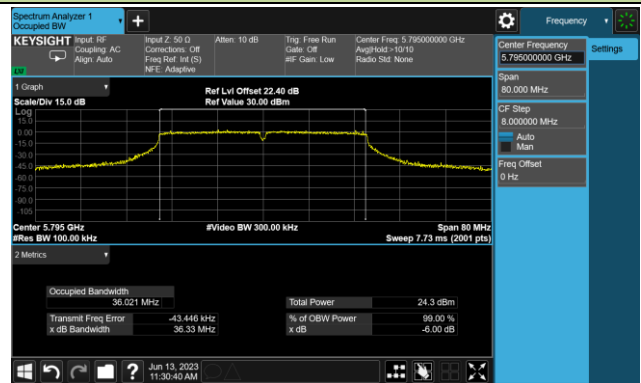 Spectrum Analyzer 1
Occupied BW
Frequency
KEYSIGHT
Input: RF
Coupling: AC
Align: Auto
Input Z: 50 Ω
Corrections: Off
Freq Ref: Int (S)
NFE: Adaptive
Atten: 10 dB
Trig: Free Run
Gate: Off
#IF Gain: Low
Center Freq: 5.795000000 GHz
Avg|Hold:>10/10
Radio Std: None
Center Frequency
5.795000000 GHz
Settings
Span
80.000 MHz
CF Step
8.000000 MHz
Auto
Man
Freq Offset
0 Hz
1 Graph
Ref Lvl Offset 22.40 dB
Scale/Div 15.0 dB
Ref Value 30.00 dBm
Log
15.0
0.00
-15.0
-30.0
-45.0
-60.0
-75.0
-90.0
-105
Center 5.795 GHz
#Video BW 300.00 kHz
Span 80 MHz
#Res BW 100.00 kHz
Sweep 7.73 ms (2001 pts)
2 Metrics
Occupied Bandwidth
36.021 MHz
Total Power 24.3 dBm
Transmit Freq Error -43.446 kHz
% of OBW Power 99.00 %
x dB Bandwidth 36.33 MHz
x dB -6.00 dB
Jun 13, 2023
11:30:40 AM